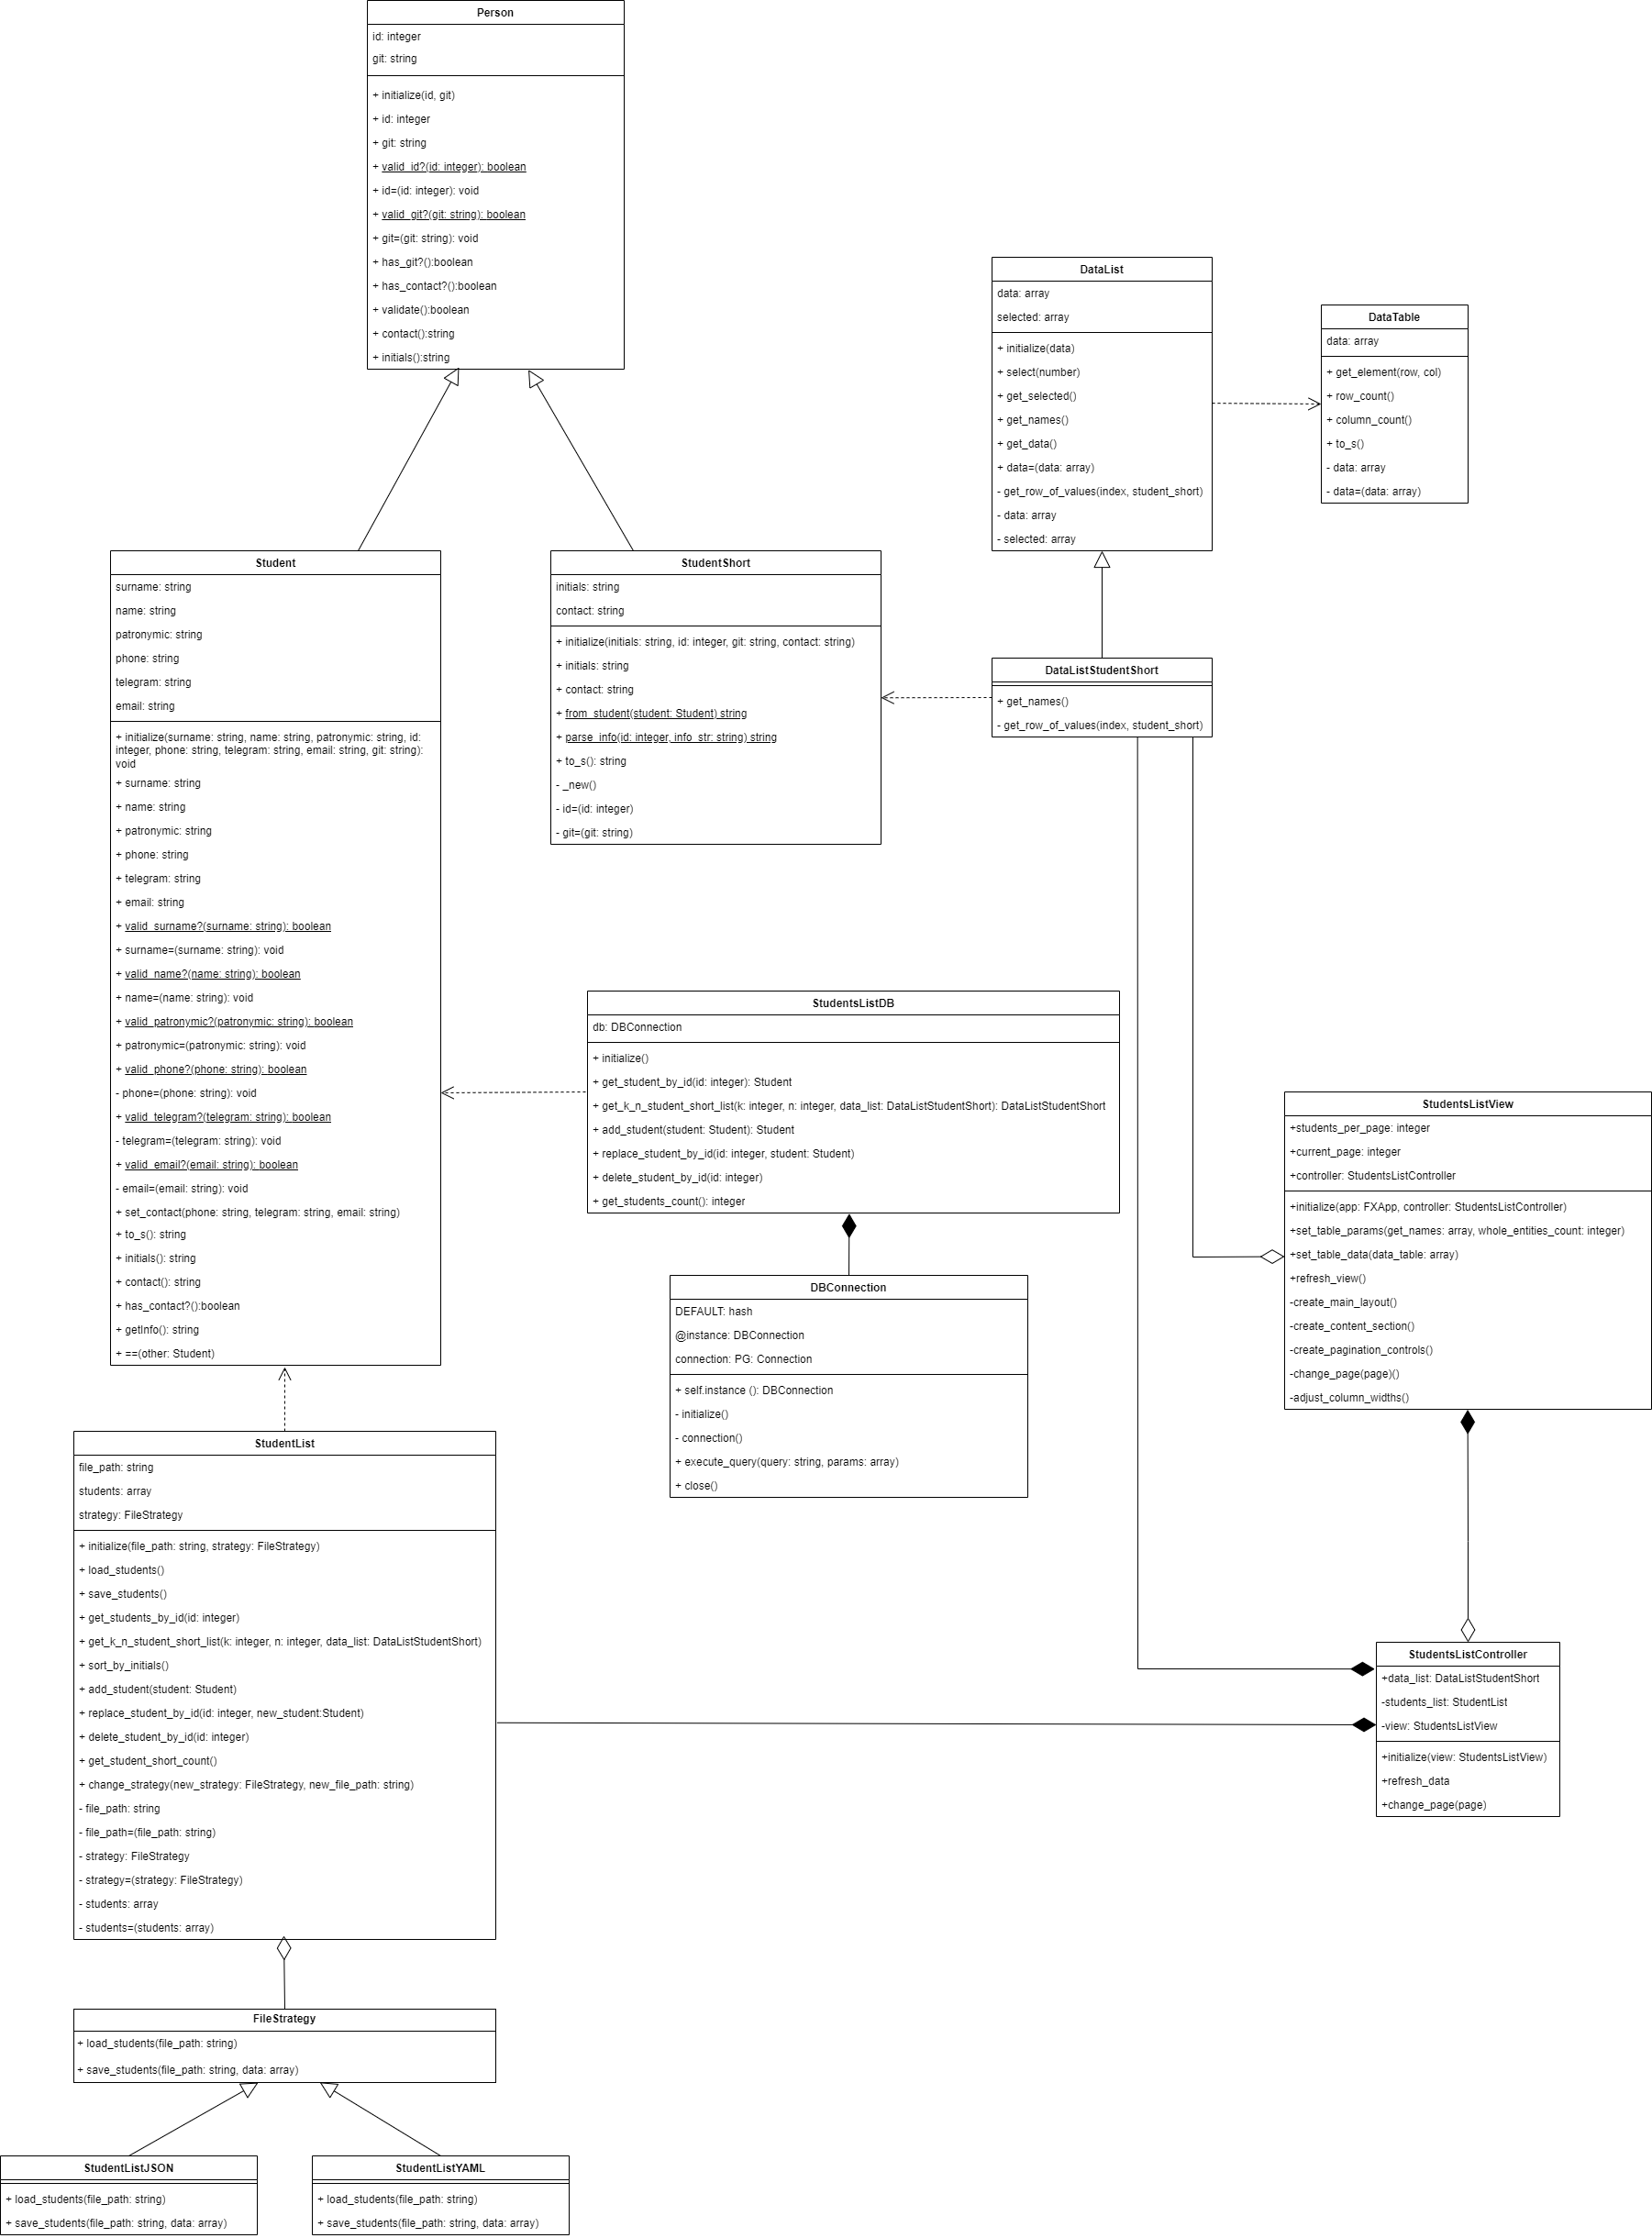 Person
id: integer
git: string
+ initialize(id, git)
+ id: integer
+ git: string
+ valid_id?(id: integer): boolean
+ id=(id: integer): void
+ valid_git?(git: string): boolean
+ git=(git: string): void
+ has_git?():boolean
+ has_contact?():boolean
+ validate():boolean
+ contact():string
+ initials():string
DataList
data: array
selected: array
+ initialize(data)
+ select(number)
+ get_selected()
+ get_names()
+ get_data()
+ data=(data: array)
- get_row_of_values(index, student_short)
- data: array
- selected: array
DataTable
data: array
+ get_element(row, col)
+ row_count()
+ column_count()
+ to_s()
- data: array
- data=(data: array)
Student
surname: string
name: string
patronymic: string
phone: string
telegram: string
email: string
+ initialize(surname: string, name: string, patronymic: string, id:
integer, phone: string, telegram: string, email: string, git: string):
void
+ surname: string
+ name: string
+ patronymic: string
+ phone: string
+ telegram: string
+ email: string
+ valid_surname?(surname: string): boolean
+ surname=(surname: string): void
+ valid_name?(name: string): boolean
+ name=(name: string): void
+ valid_patronymic?(patronymic: string): boolean
+ patronymic=(patronymic: string): void
+ valid_phone?(phone: string): boolean
- phone=(phone: string): void
+ valid_telegram?(telegram: string): boolean
- telegram=(telegram: string): void
+ valid_email?(email: string): boolean
- email=(email: string): void
+ set_contact(phone: string, telegram: string, email: string)
+ to_s(): string
+ initials(): string
+ contact(): string
+ has_contact?():boolean
+ getInfo(): string
+ ==(other: Student)
StudentShort
initials: string
contact: string
+ initialize(initials: string, id: integer, git: string, contact: string)
+ initials: string
+ contact: string
+ from_student(student: Student) string
+ parse_info(id: integer, info_str: string) string
+ to_s(): string
- _new()
- id=(id: integer)
- git=(git: string)
DataListStudentShort
+ get_names()
- get_row_of_values(index, student_short)
StudentsListDB
db: DBConnection
+ initialize()
+ get_student_by_id(id: integer): Student
+ get_k_n_student_short_list(k: integer, n: integer, data_list: DataListStudentShort): DataListStudentShort
+ add_student(student: Student): Student
+ replace_student_by_id(id: integer, student: Student)
+ delete_student_by_id(id: integer)
+ get_students_count(): integer
StudentsListView
+students_per_page: integer
+current_page: integer
+controller: StudentsListController
+initialize(app: FXApp, controller: StudentsListController)
+set_table_params(get_names: array, whole_entities_count: integer)
+set_table_data(data_table: array)
+refresh_view()
-create_main_layout()
-create_content_section()
-create_pagination_controls()
-change_page(page)()
-adjust_column_widths()
DBConnection
DEFAULT: hash
@instance: DBConnection
connection: PG: Connection
+ self.instance (): DBConnection
- initialize()
- connection()
+ execute_query(query: string, params: array)
+ close()
StudentList
file_path: string
students: array
strategy: FileStrategy
+ initialize(file_path: string, strategy: FileStrategy)
+ load_students()
+ save_students()
+ get_students_by_id(id: integer)
+ get_k_n_student_short_list(k: integer, n: integer, data_list: DataListStudentShort)
+ sort_by_initials()
+ add_student(student: Student)
+ replace_student_by_id(id: integer, new_student:Student)
+ delete_student_by_id(id: integer)
+ get_student_short_count()
+ change_strategy(new_strategy: FileStrategy, new_file_path: string)
- file_path: string
- file_path=(file_path: string)
- strategy: FileStrategy
- strategy=(strategy: FileStrategy)
- students: array
- students=(students: array)
StudentsListController
+data_list: DataListStudentShort
-students_list: StudentList
-view: StudentsListView
+initialize(view: StudentsListView)
+refresh_data
+change_page(page)
FileStrategy
+ load_students(file_path: string)
+ save_students(file_path: string, data: array)
StudentListJSON
+ load_students(file_path: string)
+ save_students(file_path: string, data: array)
StudentListYAML
+ load_students(file_path: string)
+ save_students(file_path: string, data: array)